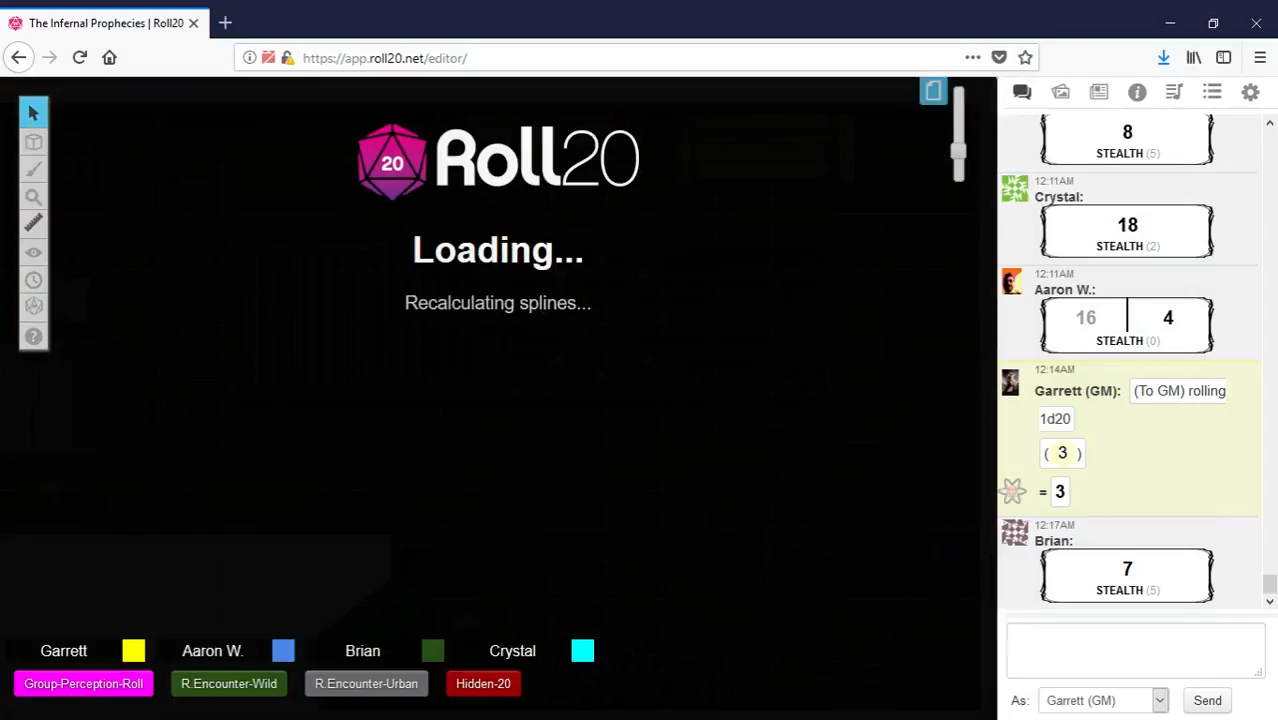 The Infernal Prophecies | Roll20
https://app.roll20.net/editor/
20
Roll20
Loading...
Recalculating splines...
8
STEALTH (5)
12:11AM
Crystal:
18
STEALTH (2)
12:11AM
Aaron W.:
16 4
STEALTH (0)
12:14AM
Garrett (GM): (To GM) rolling
1d20
( 3 )
= 3
12:17AM
Brian:
7
STEALTH (5)
Garrett Aaron W. Brian Crystal
Group-Perception-Roll R.Encounter-Wild R.Encounter-Urban Hidden-20
As: Garrett (GM) Send